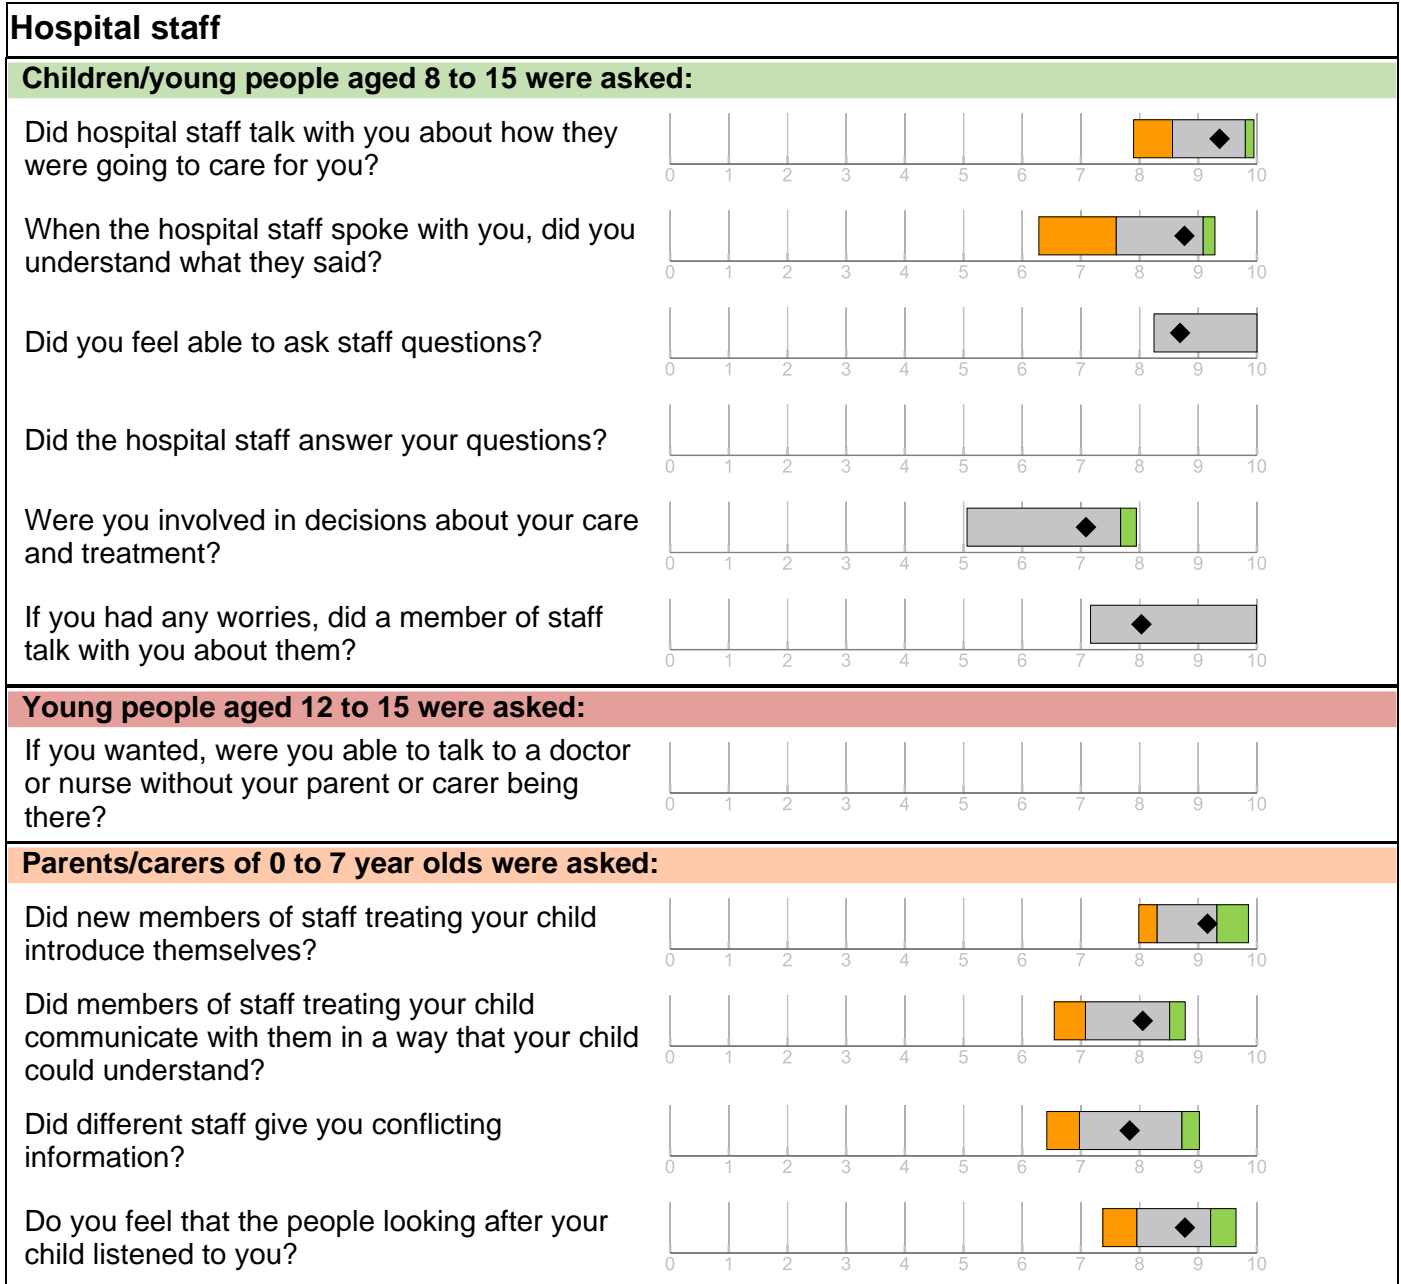 Hospital staff
Children/young people aged 8 to 15 were asked:
Did hospital staff talk with you about how they
were going to care for you?
0 1 2 3 4 5 6 7 8 9 10
When the hospital staff spoke with you, did you
understand what they said?
0 1 2 3 4 5 6 7 8 9 10
Did you feel able to ask staff questions?
0 1 2 3 4 5 6 7 8 9 10
Did the hospital staff answer your questions?
0 1 2 3 4 5 6 7 8 9 10
Were you involved in decisions about your care
and treatment?
0 1 2 3 4 5 6 7 8 9 10
If you had any worries, did a member of staff
talk with you about them?
0 1 2 3 4 5 6 7 8 9 10
Young people aged 12 to 15 were asked:
If you wanted, were you able to talk to a doctor
or nurse without your parent or carer being
there?
0 1 2 3 4 5 6 7 8 9 10
Parents/carers of 0 to 7 year olds were asked:
Did new members of staff treating your child
introduce themselves?
0 1 2 3 4 5 6 7 8 9 10
Did members of staff treating your child
communicate with them in a way that your child
could understand?
0 1 2 3 4 5 6 7 8 9 10
Did different staff give you conflicting
information?
0 1 2 3 4 5 6 7 8 9 10
Do you feel that the people looking after your
child listened to you?
0 1 2 3 4 5 6 7 8 9 10